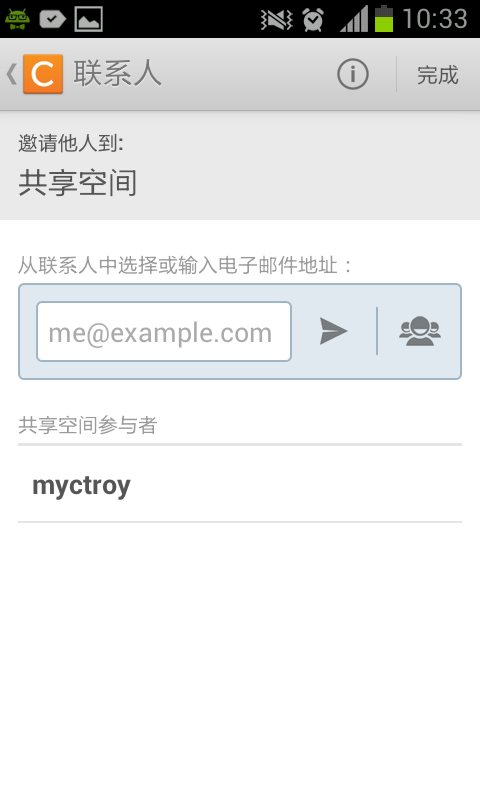 10:33
C 联系人 完成
邀请他人到:
共享空间
从联系人中选择或输入电子邮件地址：
me@example.com
共享空间参与者
myctroy